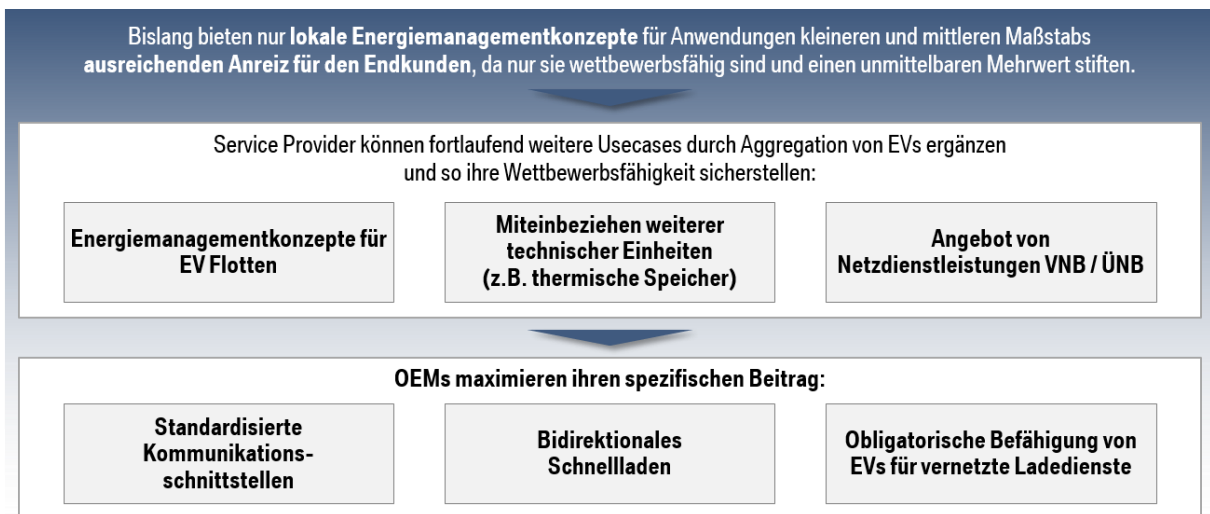 Bislang bieten nur lokale Energiemanagementkonzepte für Anwendungen kleineren und mittleren Maßstabs
ausreichenden Anreiz für den Endkunden, da nur sie wettbewerbsfähig sind und einen unmittelbaren Mehrwert stiften.
Service Provider können fortlaufend weitere Usecases durch Aggregation von EVs ergänzen
und so ihre Wettbewerbsfähigkeit sicherstellen:
Energiemanagementkonzepte für
EV Flotten
Miteinbeziehen weiterer
technischer Einheiten
(z.B. thermische Speicher)
Angebot von
Netzdienstleistungen VNB / ÜNB
OEMs maximieren ihren spezifischen Beitrag:
Standardisierte
Kommunikations-
schnittstellen
Bidirektionales
Schnellladen
Obligatorische Befähigung von
EVs für vernetzte Ladedienste